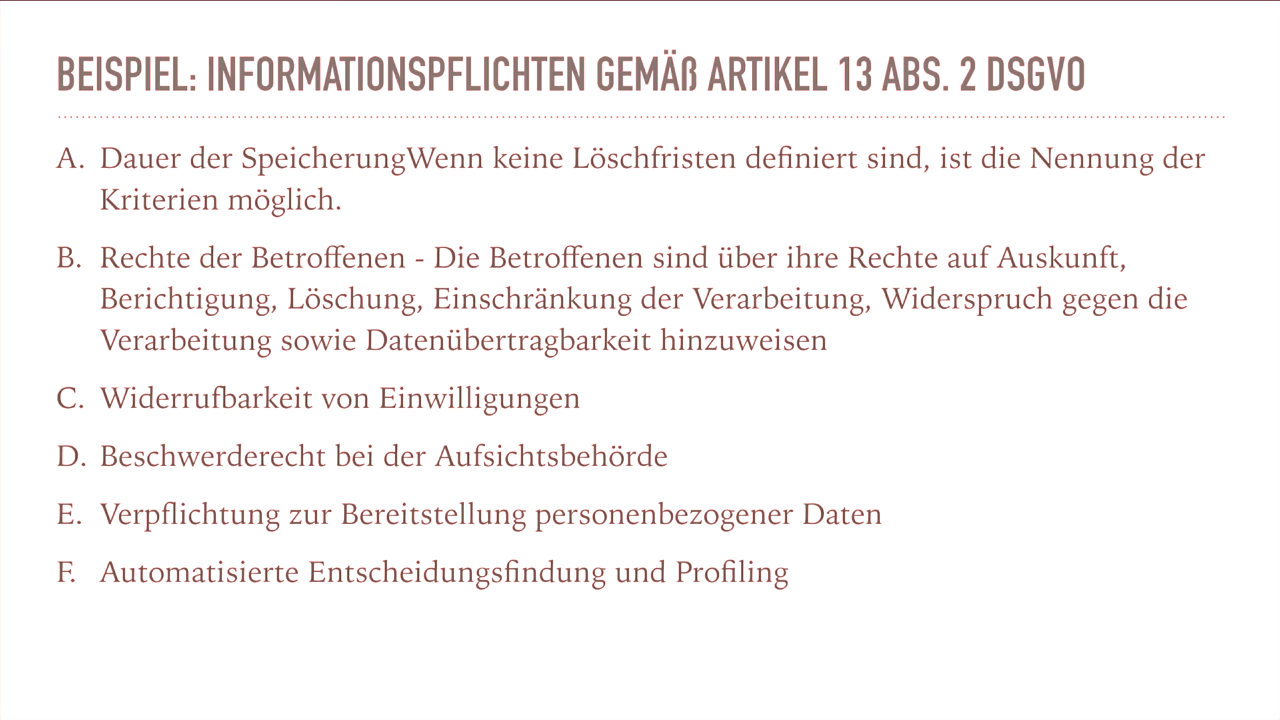 BEISPIEL: INFORMATIONSPFLICHTEN GEMÄß ARTIKEL 13 ABS. 2 DSGVO
A. Dauer der SpeicherungWenn keine Löschfristen definiert sind, ist die Nennung der
Kriterien möglich.
B. Rechte der Betroffenen - Die Betroffenen sind über ihre Rechte auf Auskunft,
Berichtigung, Löschung, Einschränkung der Verarbeitung, Widerspruch gegen die
Verarbeitung sowie Datenübertragbarkeit hinzuweisen
C. Widerrufbarkeit von Einwilligungen
D. Beschwerderecht bei der Aufsichtsbehörde
E. Verpflichtung zur Bereitstellung personenbezogener Daten
F. Automatisierte Entscheidungsfindung und Profiling